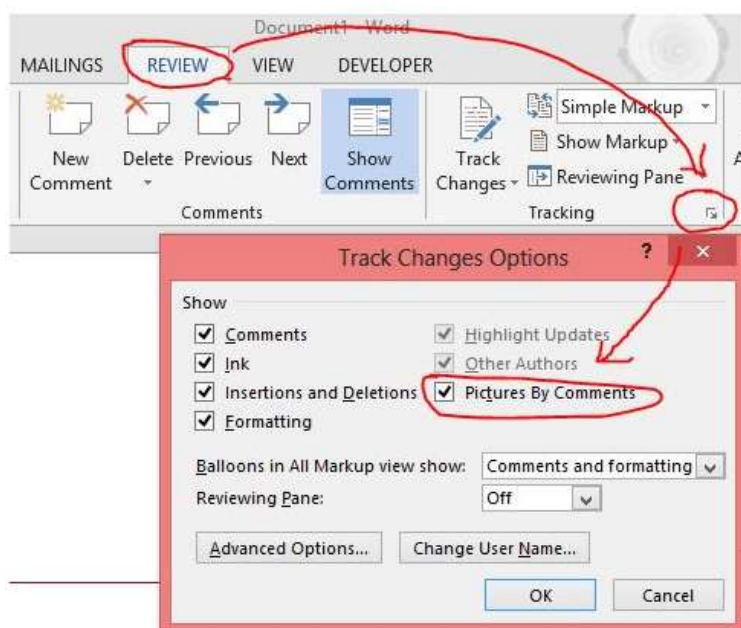 Document1 - Word
MAILINGS REVIEW VIEW DEVELOPER
New Comment
Delete
Previous
Next
Show Comments
Comments
Track Changes
Simple Markup
Show Markup
Reviewing Pane
Tracking
A
Track Changes Options ? ×
Show
Comments
Highlight Updates
Ink
Other Authors
Insertions and Deletions
Pictures By Comments
Formatting
Balloons in All Markup view show: Comments and formatting
Reviewing Pane: Off
Advanced Options... Change User Name...
OK Cancel